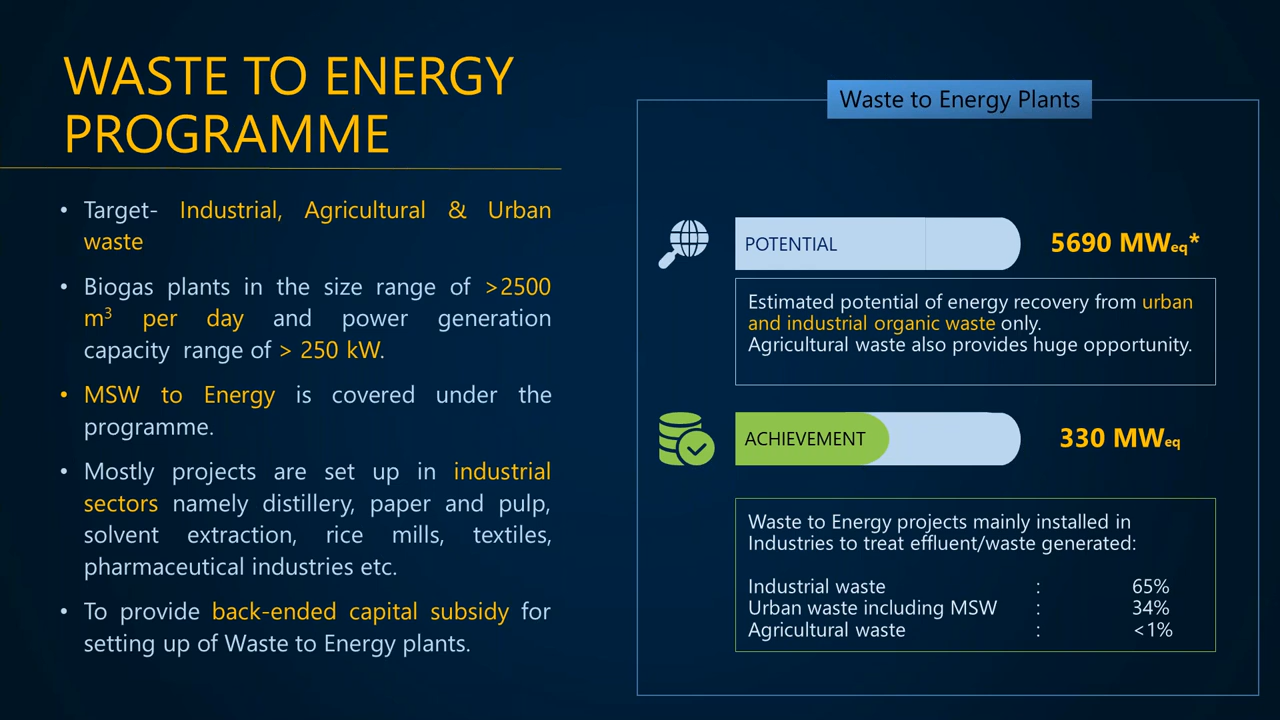 WASTE TO ENERGY
PROGRAMME
• Target- Industrial, Agricultural & Urban
waste
• Biogas plants in the size range of >2500
m³ per day and power generation
capacity range of > 250 kW.
• MSW to Energy is covered under the
programme.
• Mostly projects are set up in industrial
sectors namely distillery, paper and pulp,
solvent extraction, rice mills, textiles,
pharmaceutical industries etc.
• To provide back-ended capital subsidy for
setting up of Waste to Energy plants.
Waste to Energy Plants
POTENTIAL 5690 MWeq*
Estimated potential of energy recovery from urban
and industrial organic waste only.
Agricultural waste also provides huge opportunity.
ACHIEVEMENT 330 MWeq
Waste to Energy projects mainly installed in
Industries to treat effluent/waste generated:
Industrial waste : 65%
Urban waste including MSW : 34%
Agricultural waste : <1%